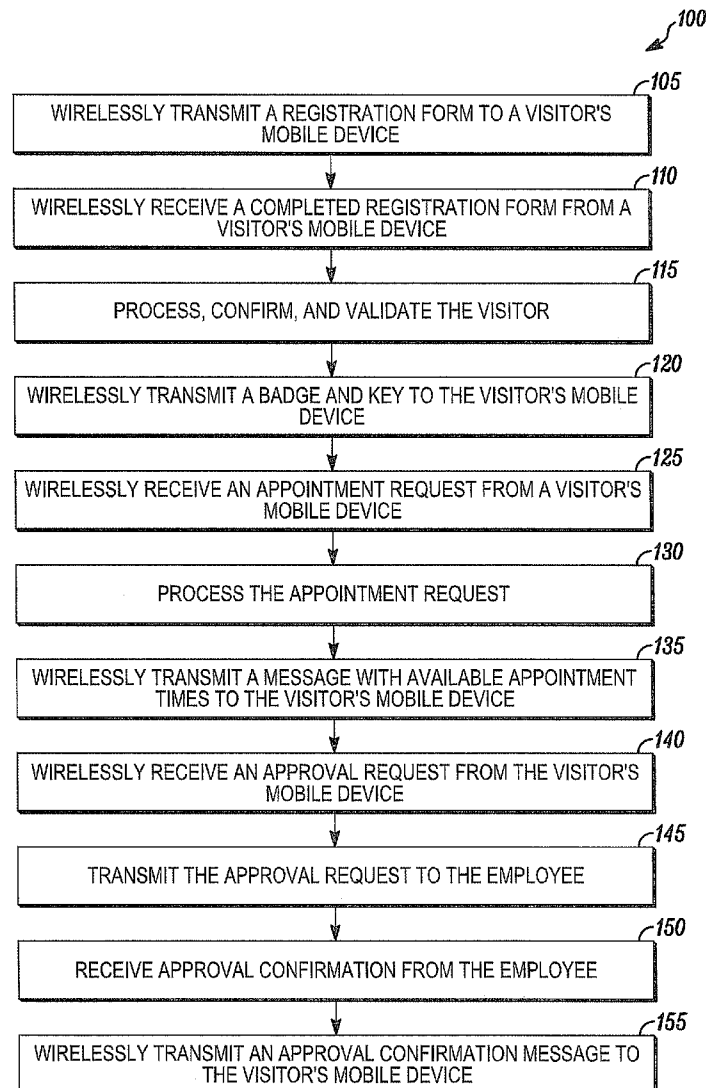 100
105
WIRELESSLY TRANSMIT A REGISTRATION FORM TO A VISITOR'S
MOBILE DEVICE
110
WIRELESSLY RECEIVE A COMPLETED REGISTRATION FORM FROM A
VISITOR'S MOBILE DEVICE
115
PROCESS, CONFIRM, AND VALIDATE THE VISITOR
120
WIRELESSLY TRANSMIT A BADGE AND KEY TO THE VISITOR'S MOBILE
DEVICE
125
WIRELESSLY RECEIVE AN APPOINTMENT REQUEST FROM A VISITOR'S
MOBILE DEVICE
130
PROCESS THE APPOINTMENT REQUEST
135
WIRELESSLY TRANSMIT A MESSAGE WITH AVAILABLE APPOINTMENT
TIMES TO THE VISITOR'S MOBILE DEVICE
140
WIRELESSLY RECEIVE AN APPROVAL REQUEST FROM THE VISITOR'S
MOBILE DEVICE
145
TRANSMIT THE APPROVAL REQUEST TO THE EMPLOYEE
150
RECEIVE APPROVAL CONFIRMATION FROM THE EMPLOYEE
155
WIRELESSLY TRANSMIT AN APPROVAL CONFIRMATION MESSAGE TO
THE VISITOR'S MOBILE DEVICE